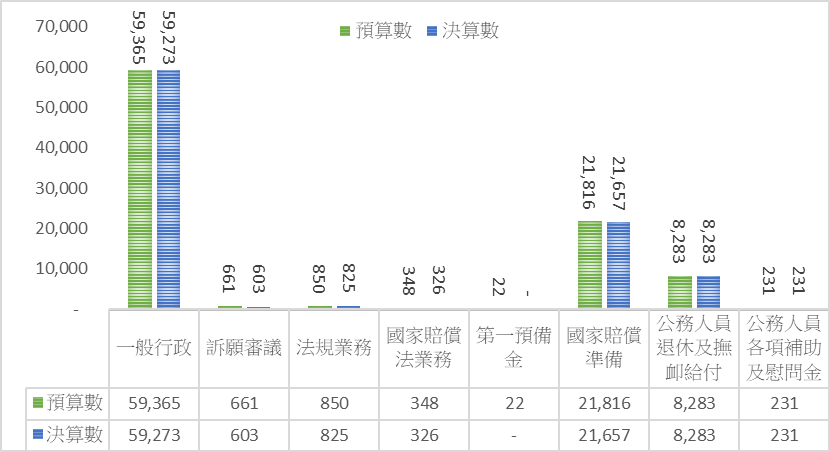 70,000
60,000
50,000
40,000
30,000
20,000
10,000
-
預算數 決算數
59,365 59,273
661 603
850 825
348 326
22 -
21,816 21,657
8,283 8,283
231 231
一般行政
訴願審議
法規業務
國家賠償
法業務
第一預備
金
國家賠償
準備
公務人員
退休及撫
卹給付
公務人員
各項補助
及慰問金
預算數 59,365 661 850 348 22 21,816 8,283 231
決算數 59,273 603 825 326 - 21,657 8,283 231